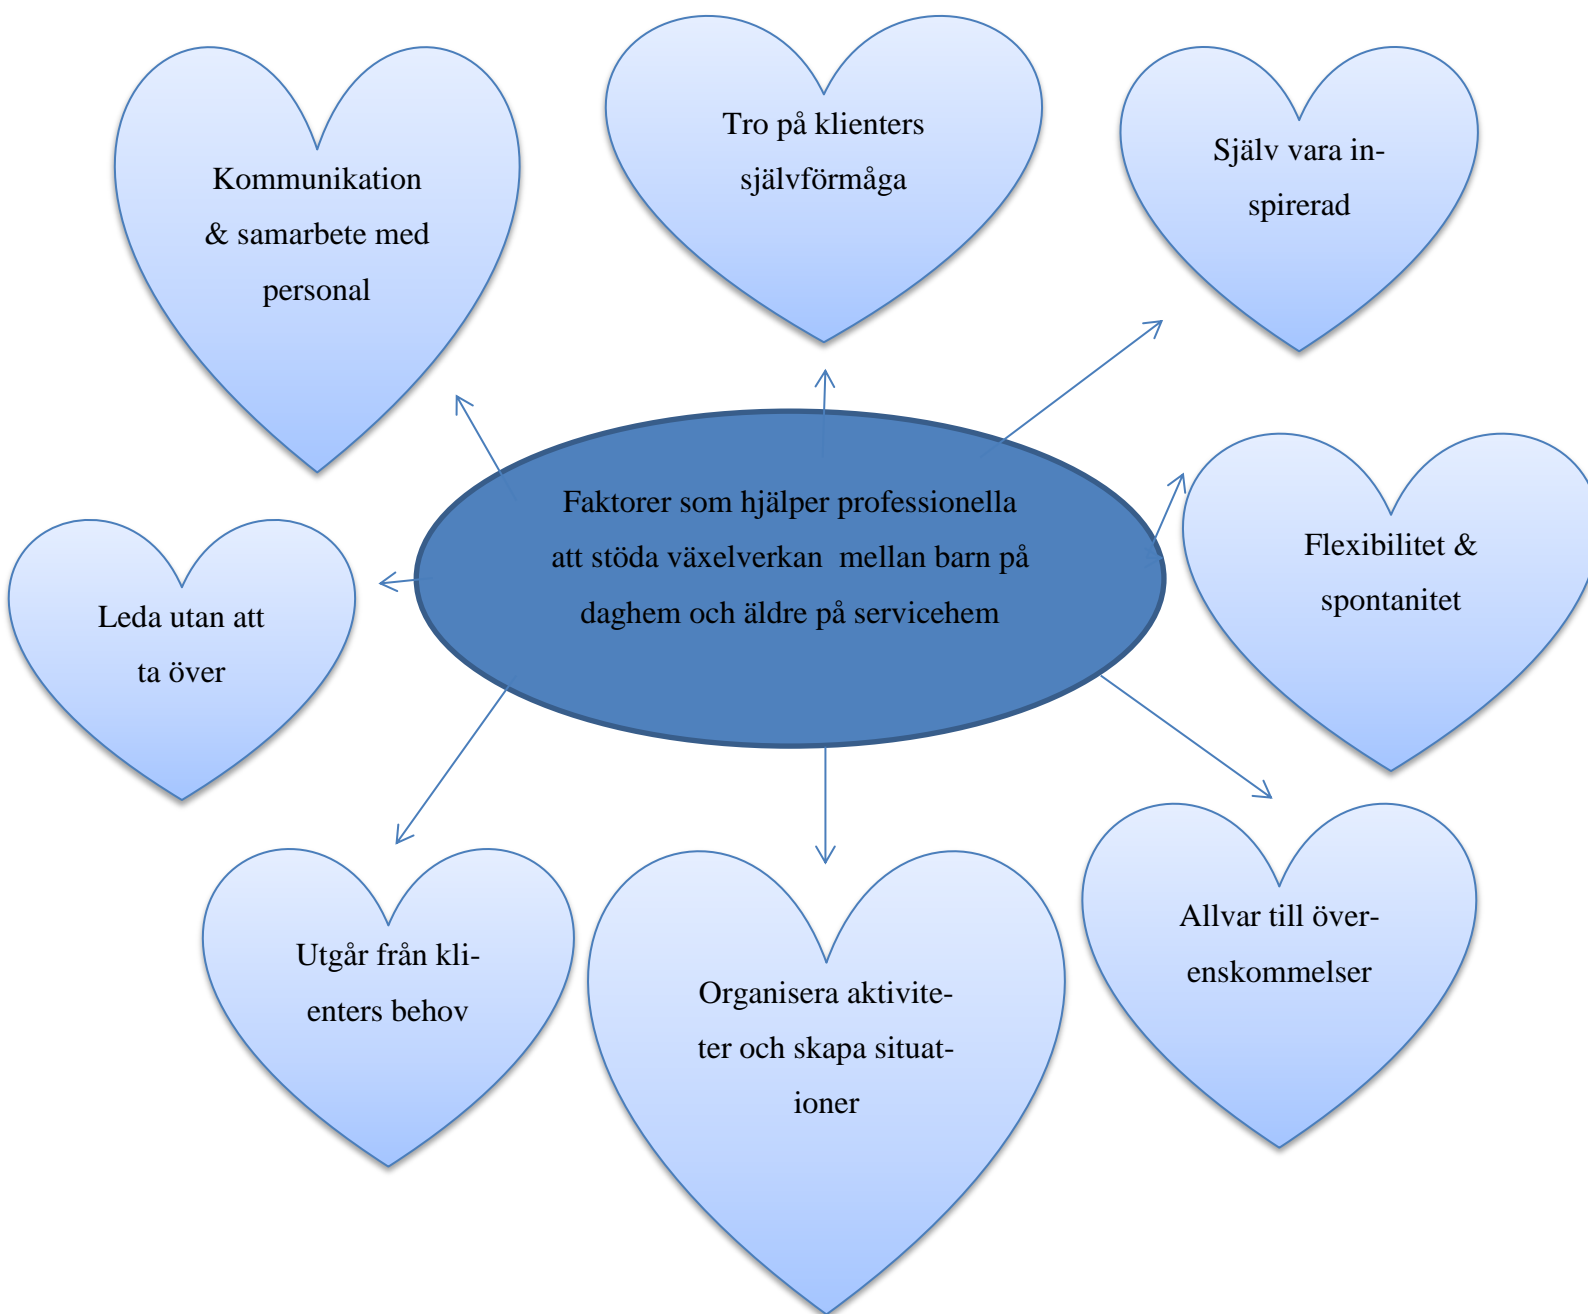 Kommunikation
& samarbete med
personal
Tro på klienters
självförmåga
Själv vara in-
spirerad
Faktorer som hjälper professionella
att stöda växelverkan  mellan barn på
daghem och äldre på servicehem
Flexibilitet &
spontanitet
Leda utan att
ta över
Utgår från kli-
enters behov
Organisera aktivite-
ter och skapa situat-
ioner
Allvar till över-
enskommelser